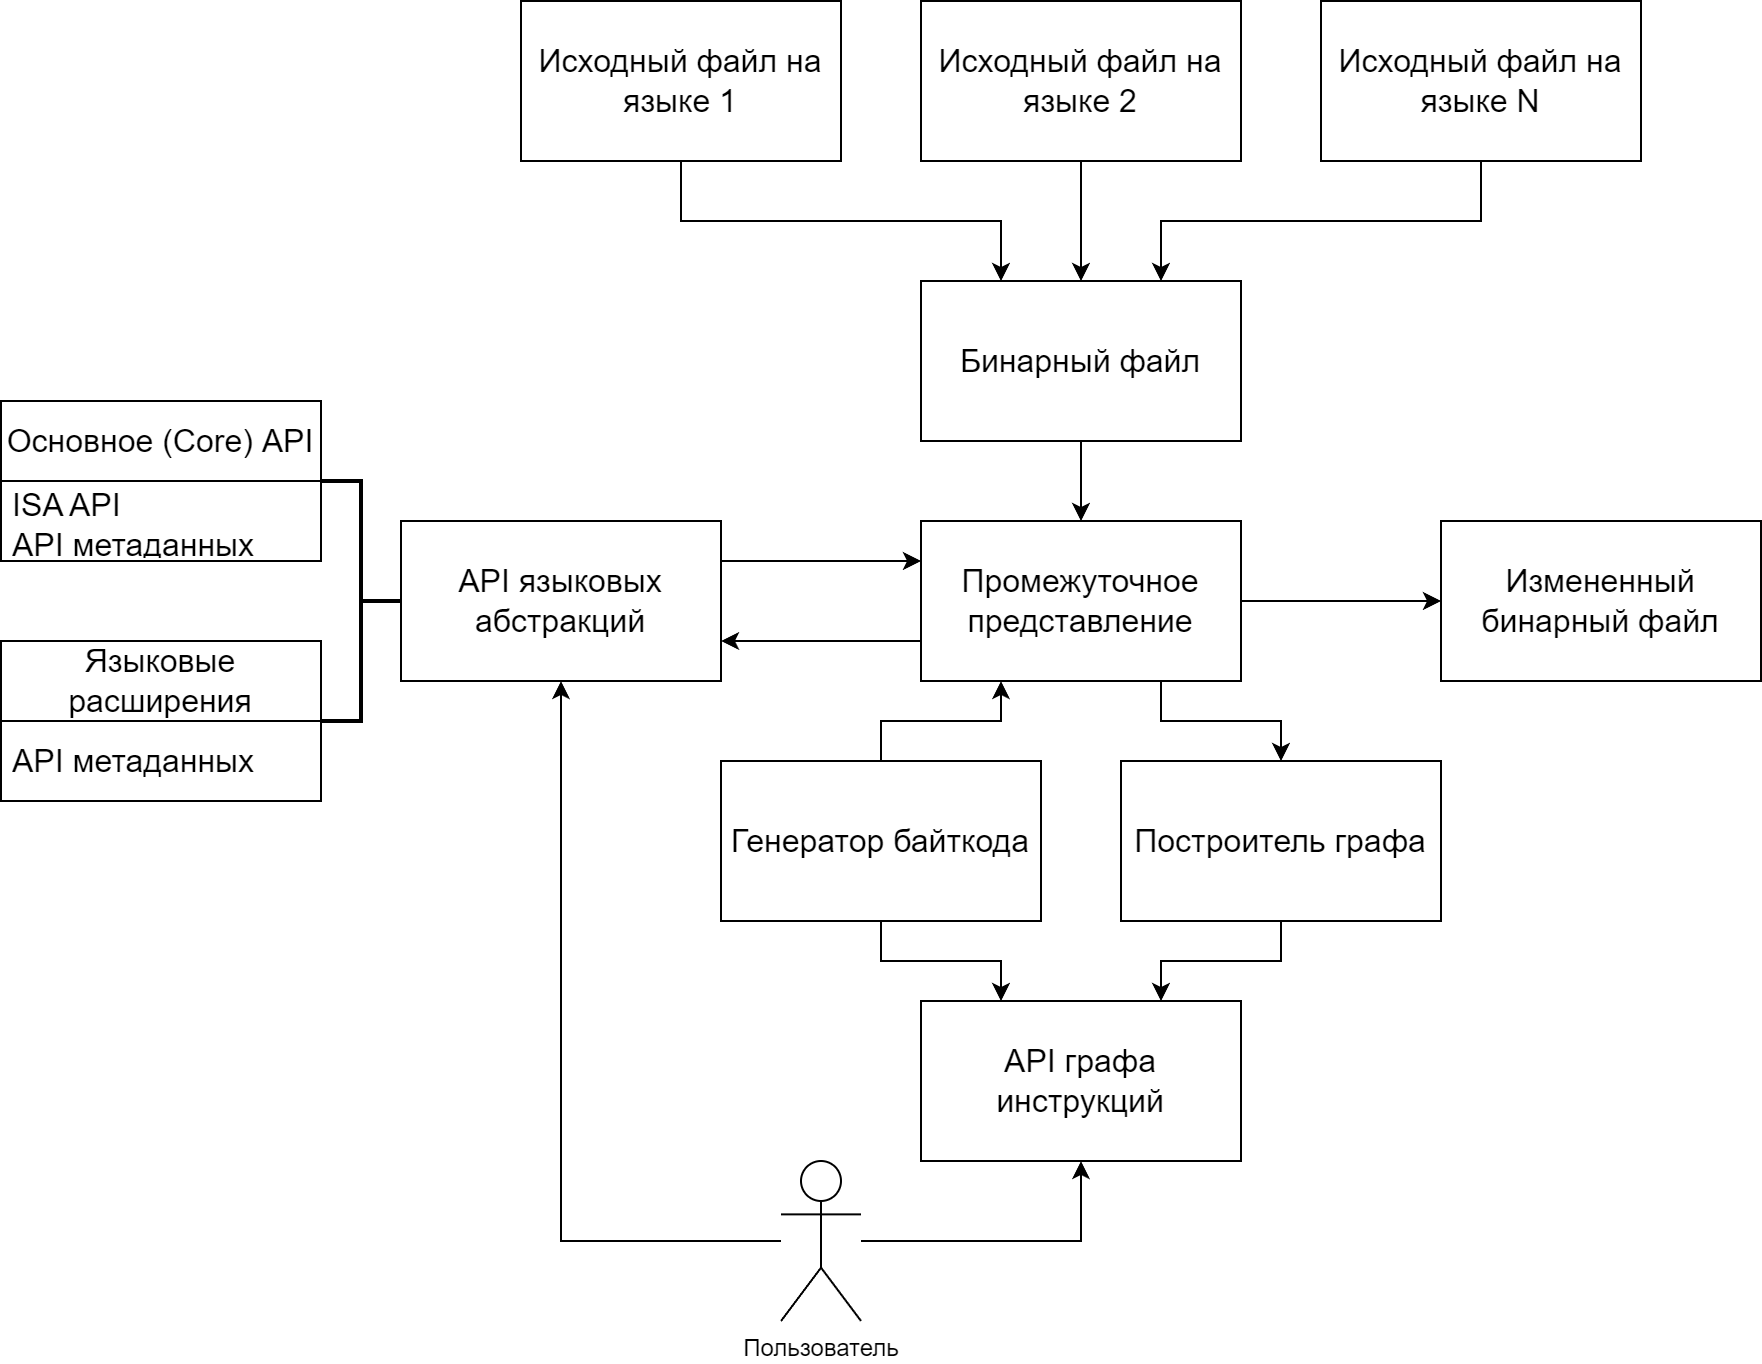 Исходный файл на
языке 1
Исходный файл на
языке 2
Исходный файл на
языке N
Бинарный файл
Основное (Core) API
ISA API
API метаданных
Языковые
расширения
API метаданных
API языковых
абстракций
Промежуточное
представление
Измененный
бинарный файл
Генератор байткода
Построитель графа
API графа
инструкций
Пользователь